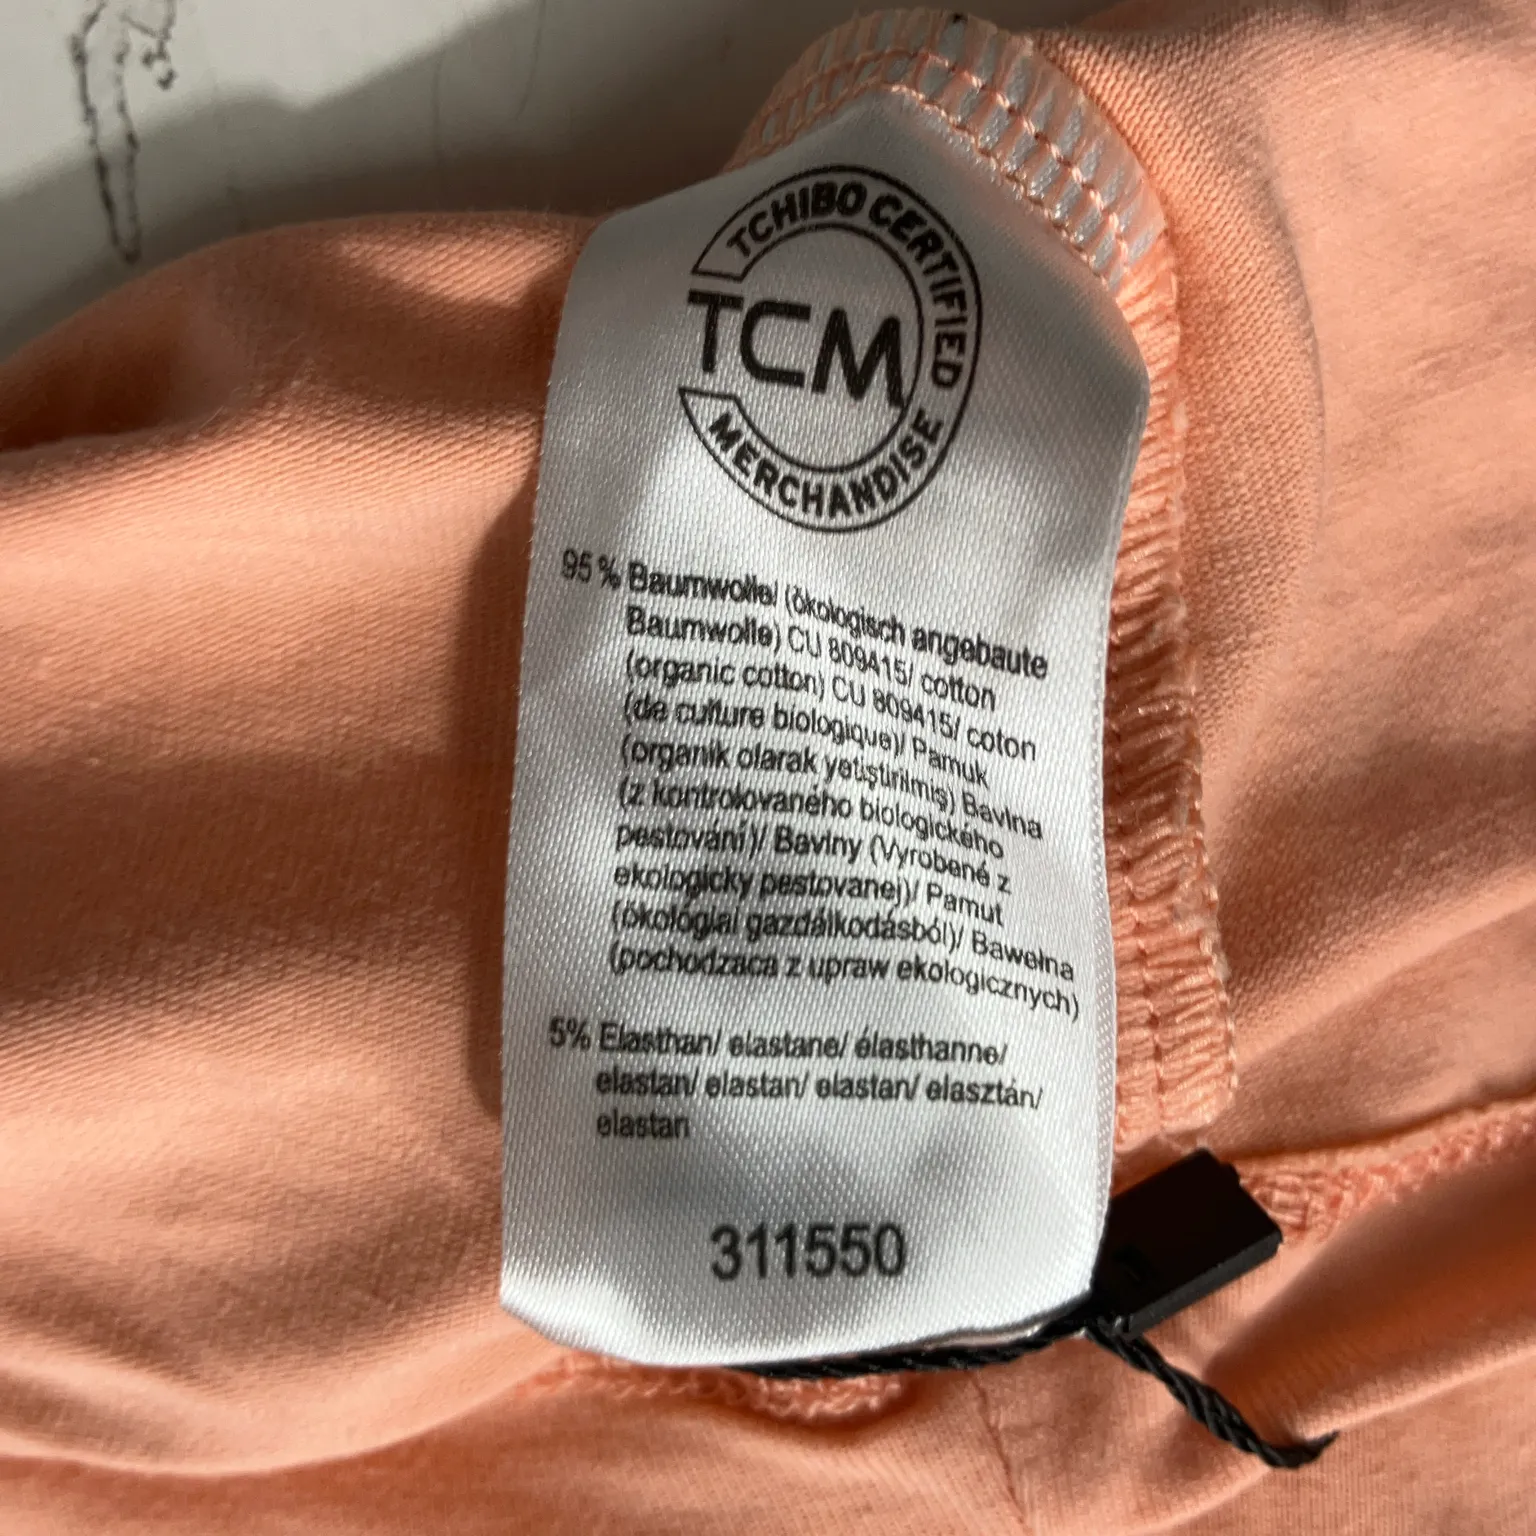 TCHIBO CERTIFIED
TCM
MERCHANDISE
95 % Baumwolle/ (ökologisch angebaute
Baumwolle) CU 809415/ cotton
(organic cotton) CU 809415/ coton
(de culture biologique)/ Pamuk
(organik olarak yetiştirilmiş) Bavlna
(z kontrolovaného biologického
pestování)/ Bavlny (Vyrobené z
ekologicky pestovanej)/ Pamut
(ökológiai gazdálkodásból)/ Bawełna
(pochodzaca z upraw ekologicznych)
5% Elasthan/ elastane/ élasthanne/
elastan/ elastan/ elastan/ elasztán/
elastan
311550